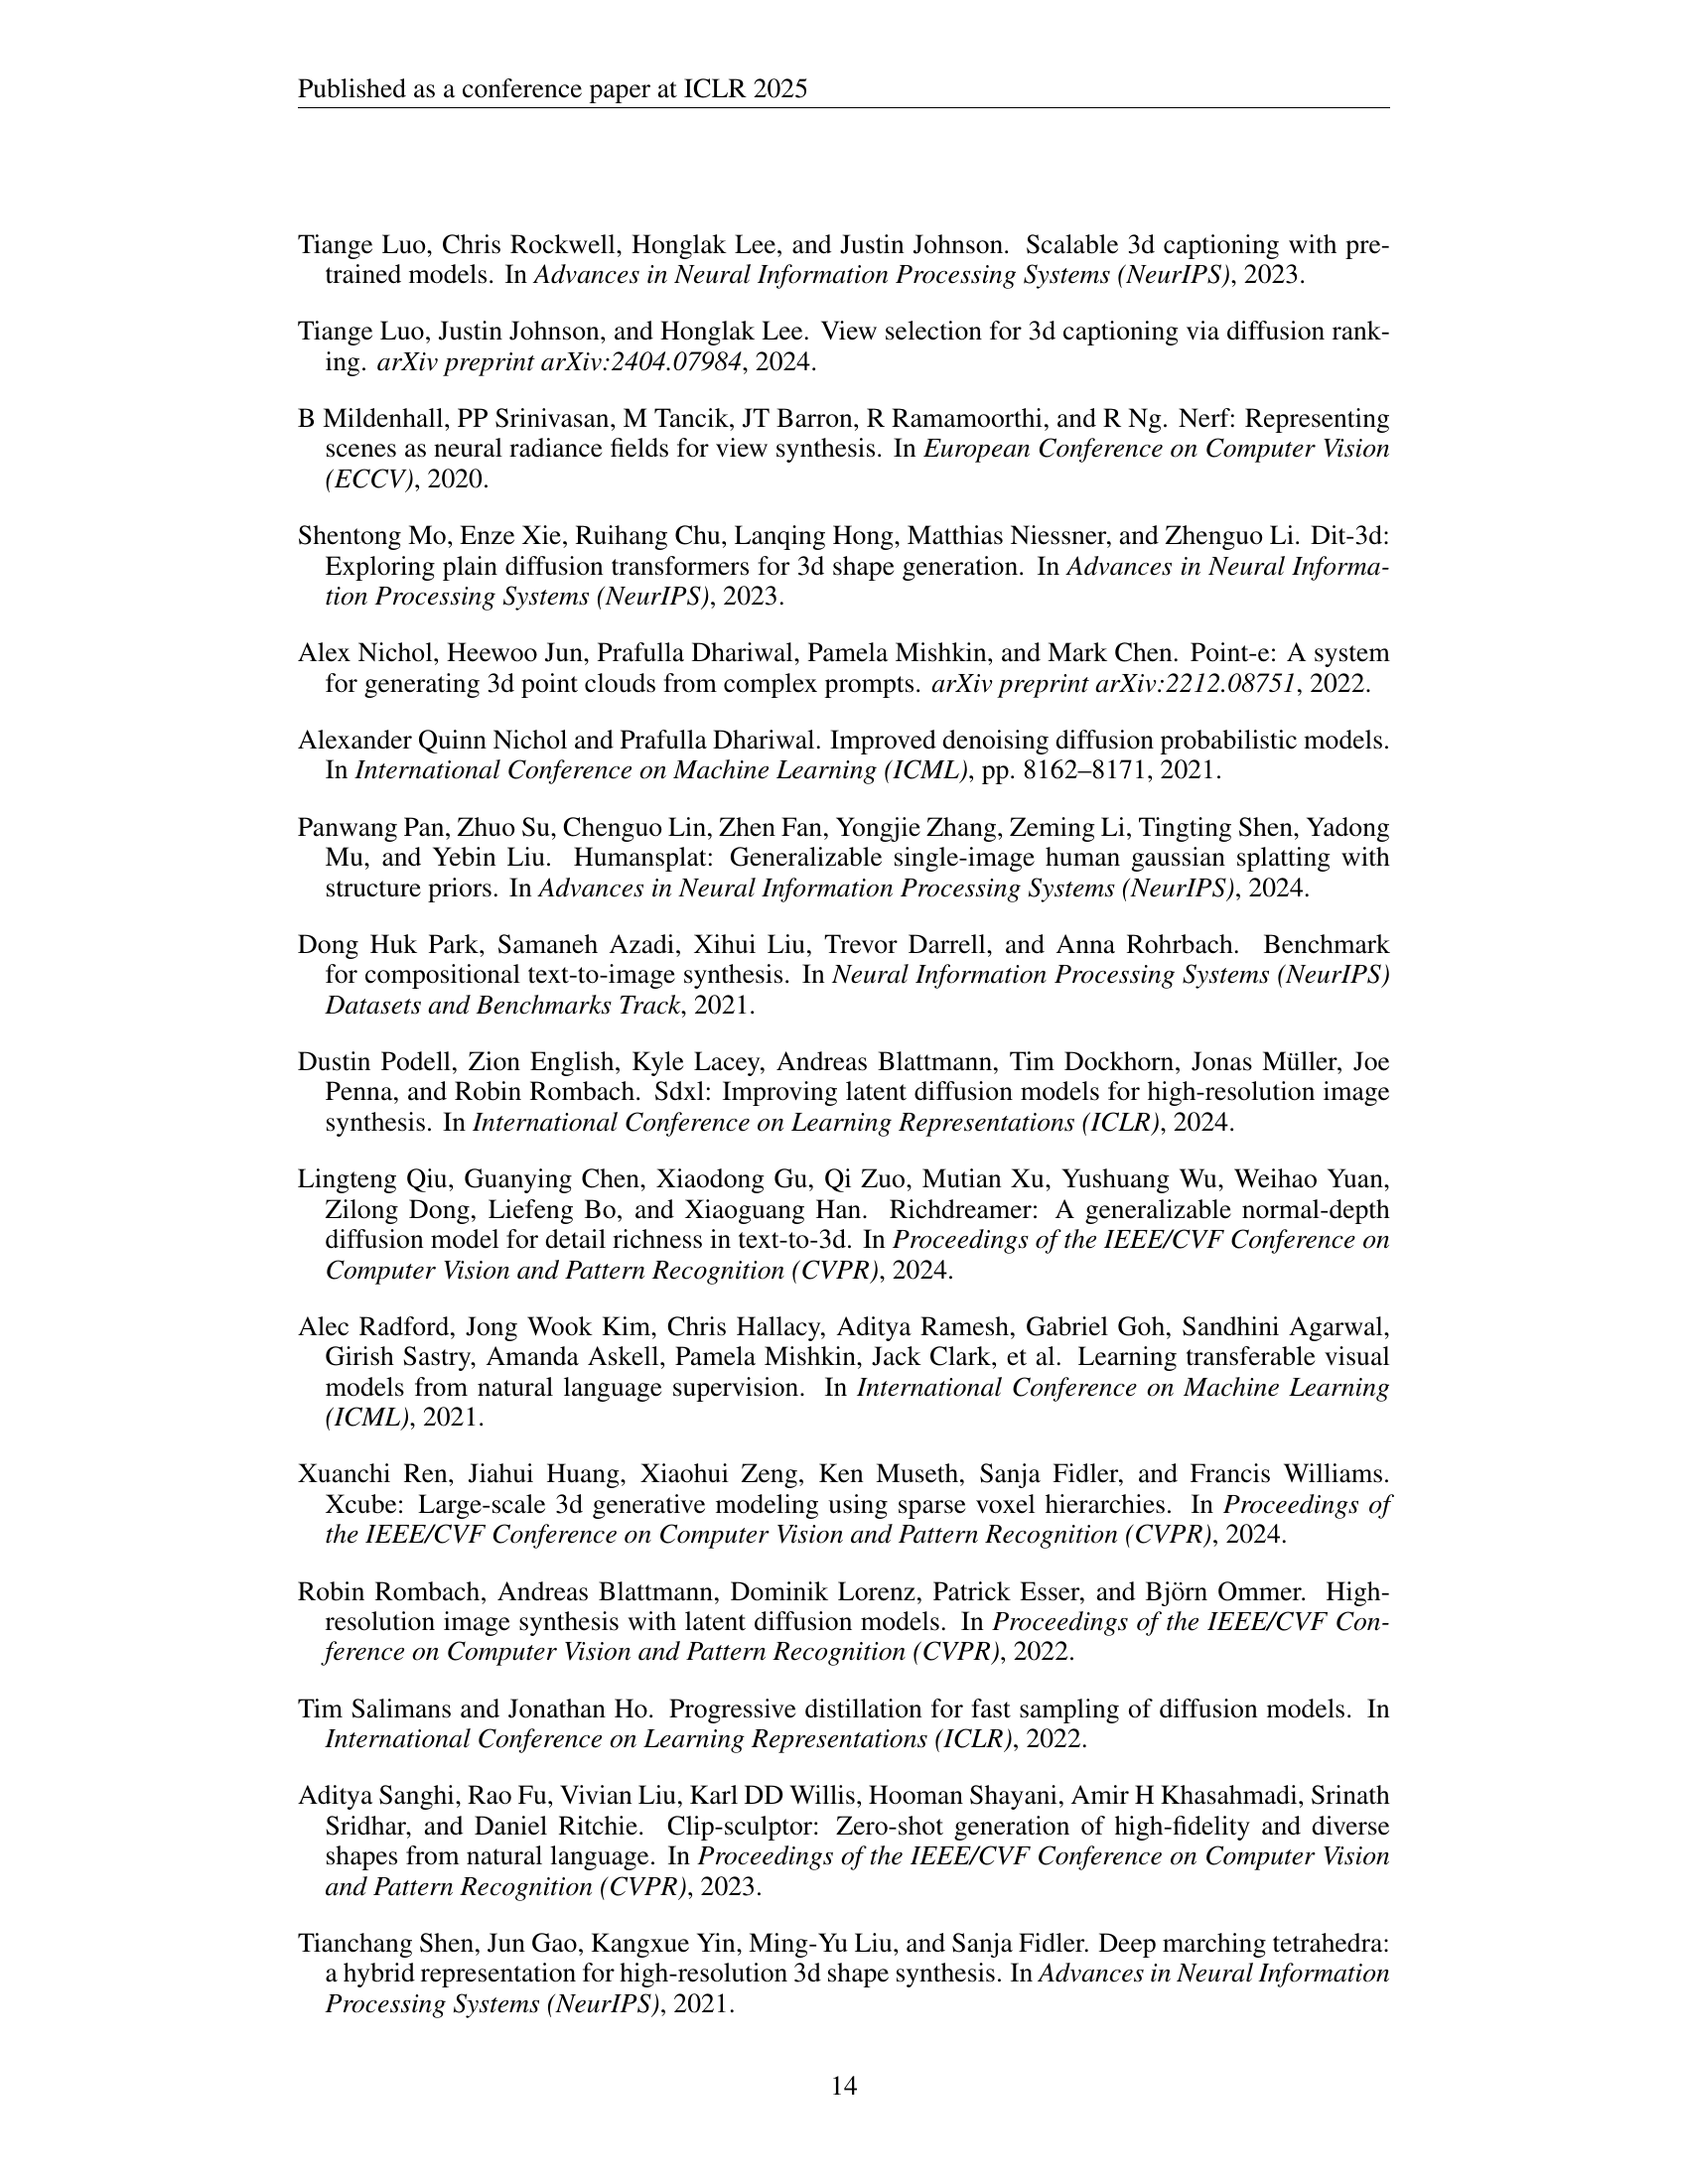 Published as a conference paper at ICLR 2025
Tiange Luo, Chris Rockwell, Honglak Lee, and Justin Johnson. Scalable 3d captioning with pre-
trained models. In Advances in Neural Information Processing Systems (NeurIPS), 2023.
Tiange Luo, Justin Johnson, and Honglak Lee. View selection for 3d captioning via diffusion rank-
ing. arXiv preprint arXiv:2404.07984, 2024.
B Mildenhall, PP Srinivasan, M Tancik, JT Barron, R Ramamoorthi, and R Ng. Nerf: Representing
scenes as neural radiance fields for view synthesis. In European Conference on Computer Vision
(ECCV), 2020.
Shentong Mo, Enze Xie, Ruihang Chu, Lanqing Hong, Matthias Niessner, and Zhenguo Li. Dit-3d:
Exploring plain diffusion transformers for 3d shape generation. In Advances in Neural Informa-
tion Processing Systems (NeurIPS), 2023.
Alex Nichol, Heewoo Jun, Prafulla Dhariwal, Pamela Mishkin, and Mark Chen. Point-e: A system
for generating 3d point clouds from complex prompts. arXiv preprint arXiv:2212.08751, 2022.
Alexander Quinn Nichol and Prafulla Dhariwal. Improved denoising diffusion probabilistic models.
In International Conference on Machine Learning (ICML), pp. 8162–8171, 2021.
Panwang Pan, Zhuo Su, Chenguo Lin, Zhen Fan, Yongjie Zhang, Zeming Li, Tingting Shen, Yadong
Mu, and Yebin Liu. Humansplat: Generalizable single-image human gaussian splatting with
structure priors. In Advances in Neural Information Processing Systems (NeurIPS), 2024.
Dong Huk Park, Samaneh Azadi, Xihui Liu, Trevor Darrell, and Anna Rohrbach. Benchmark
for compositional text-to-image synthesis. In Neural Information Processing Systems (NeurIPS)
Datasets and Benchmarks Track, 2021.
Dustin Podell, Zion English, Kyle Lacey, Andreas Blattmann, Tim Dockhorn, Jonas Müller, Joe
Penna, and Robin Rombach. Sdxl: Improving latent diffusion models for high-resolution image
synthesis. In International Conference on Learning Representations (ICLR), 2024.
Lingteng Qiu, Guanying Chen, Xiaodong Gu, Qi Zuo, Mutian Xu, Yushuang Wu, Weihao Yuan,
Zilong Dong, Liefeng Bo, and Xiaoguang Han. Richdreamer: A generalizable normal-depth
diffusion model for detail richness in text-to-3d. In Proceedings of the IEEE/CVF Conference on
Computer Vision and Pattern Recognition (CVPR), 2024.
Alec Radford, Jong Wook Kim, Chris Hallacy, Aditya Ramesh, Gabriel Goh, Sandhini Agarwal,
Girish Sastry, Amanda Askell, Pamela Mishkin, Jack Clark, et al. Learning transferable visual
models from natural language supervision. In International Conference on Machine Learning
(ICML), 2021.
Xuanchi Ren, Jiahui Huang, Xiaohui Zeng, Ken Museth, Sanja Fidler, and Francis Williams.
Xcube: Large-scale 3d generative modeling using sparse voxel hierarchies. In Proceedings of
the IEEE/CVF Conference on Computer Vision and Pattern Recognition (CVPR), 2024.
Robin Rombach, Andreas Blattmann, Dominik Lorenz, Patrick Esser, and Björn Ommer. High-
resolution image synthesis with latent diffusion models. In Proceedings of the IEEE/CVF Con-
ference on Computer Vision and Pattern Recognition (CVPR), 2022.
Tim Salimans and Jonathan Ho. Progressive distillation for fast sampling of diffusion models. In
International Conference on Learning Representations (ICLR), 2022.
Aditya Sanghi, Rao Fu, Vivian Liu, Karl DD Willis, Hooman Shayani, Amir H Khasahmadi, Srinath
Sridhar, and Daniel Ritchie. Clip-sculptor: Zero-shot generation of high-fidelity and diverse
shapes from natural language. In Proceedings of the IEEE/CVF Conference on Computer Vision
and Pattern Recognition (CVPR), 2023.
Tianchang Shen, Jun Gao, Kangxue Yin, Ming-Yu Liu, and Sanja Fidler. Deep marching tetrahedra:
a hybrid representation for high-resolution 3d shape synthesis. In Advances in Neural Information
Processing Systems (NeurIPS), 2021.
14